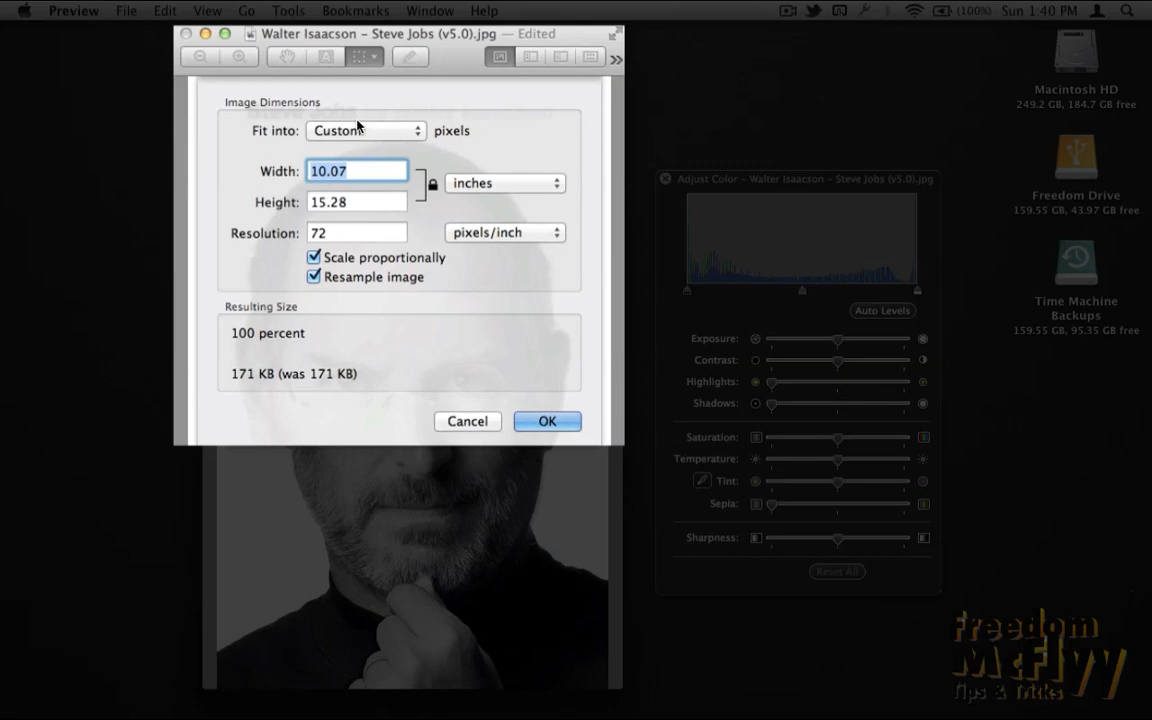 Preview File Edit View Go Tools Bookmarks Window Help (100%) Sun 1:40 PM
Walter Isaacson - Steve Jobs (v5.0).jpg — Edited
Image Dimensions
Fit into: Custom pixels
Width: 10.07
inches
Height: 15.28
Resolution: 72 pixels/inch
Scale proportionally
Resample image
Resulting Size
100 percent
171 KB (was 171 KB)
Cancel OK
Adjust Color - Walter Isaacson - Steve Jobs (v5.0).jpg
Auto Levels
Exposure:
Contrast:
Highlights:
Shadows:
Saturation:
Temperature:
Tint:
Sepia:
Sharpness:
Reset All
Macintosh HD
249.2 GB, 184.7 GB free
Freedom Drive
159.55 GB, 43.97 GB free
Time Machine
Backups
159.55 GB, 95.35 GB free
Freedom
McFlyy
Tips & Tricks